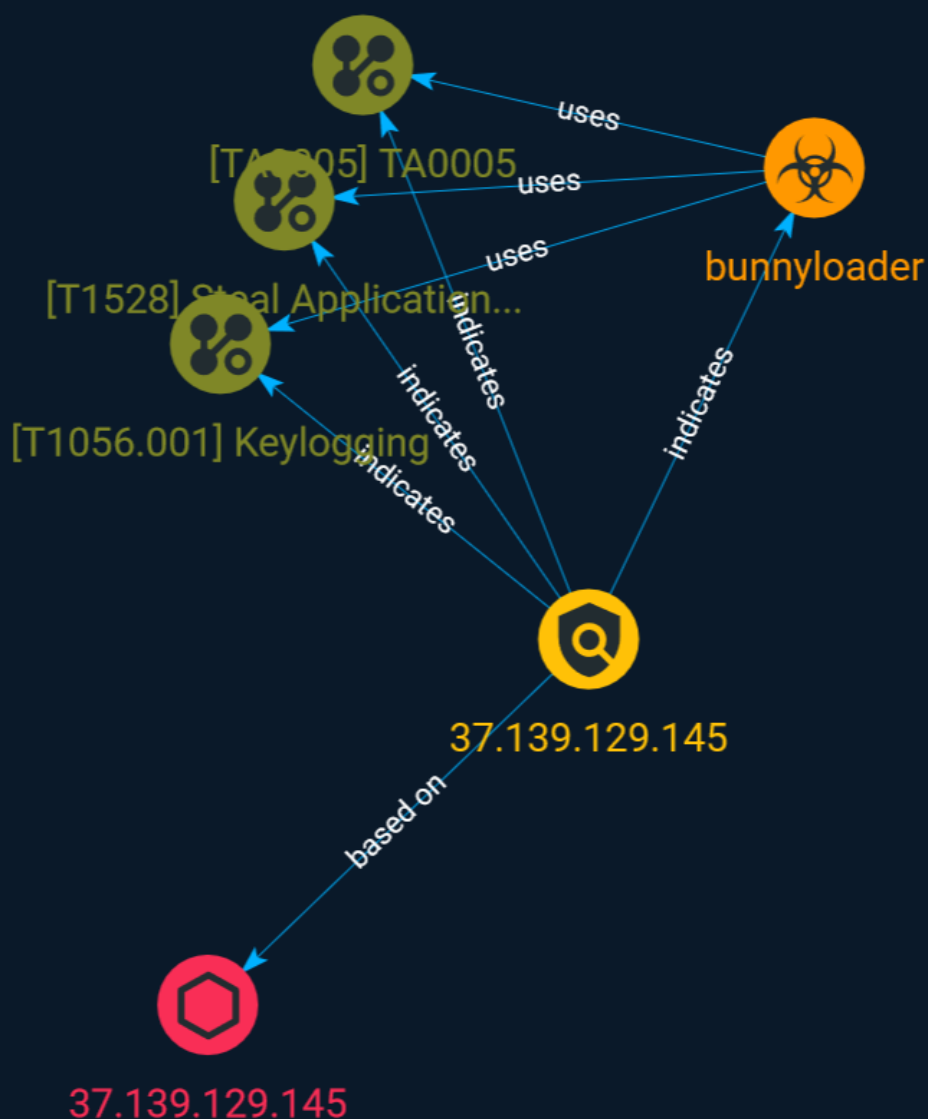 uses
[TA0005] TA0005
uses
uses
bunnyloader
[T1528] Steal Application...
indicates
indicates
indicates
[T1056.001] Keylogging
indicates
37.139.129.145
based on
37.139.129.145